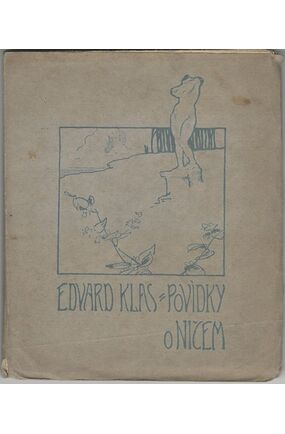 EDVARD KLAS = POVÍDKY
O NIČEM